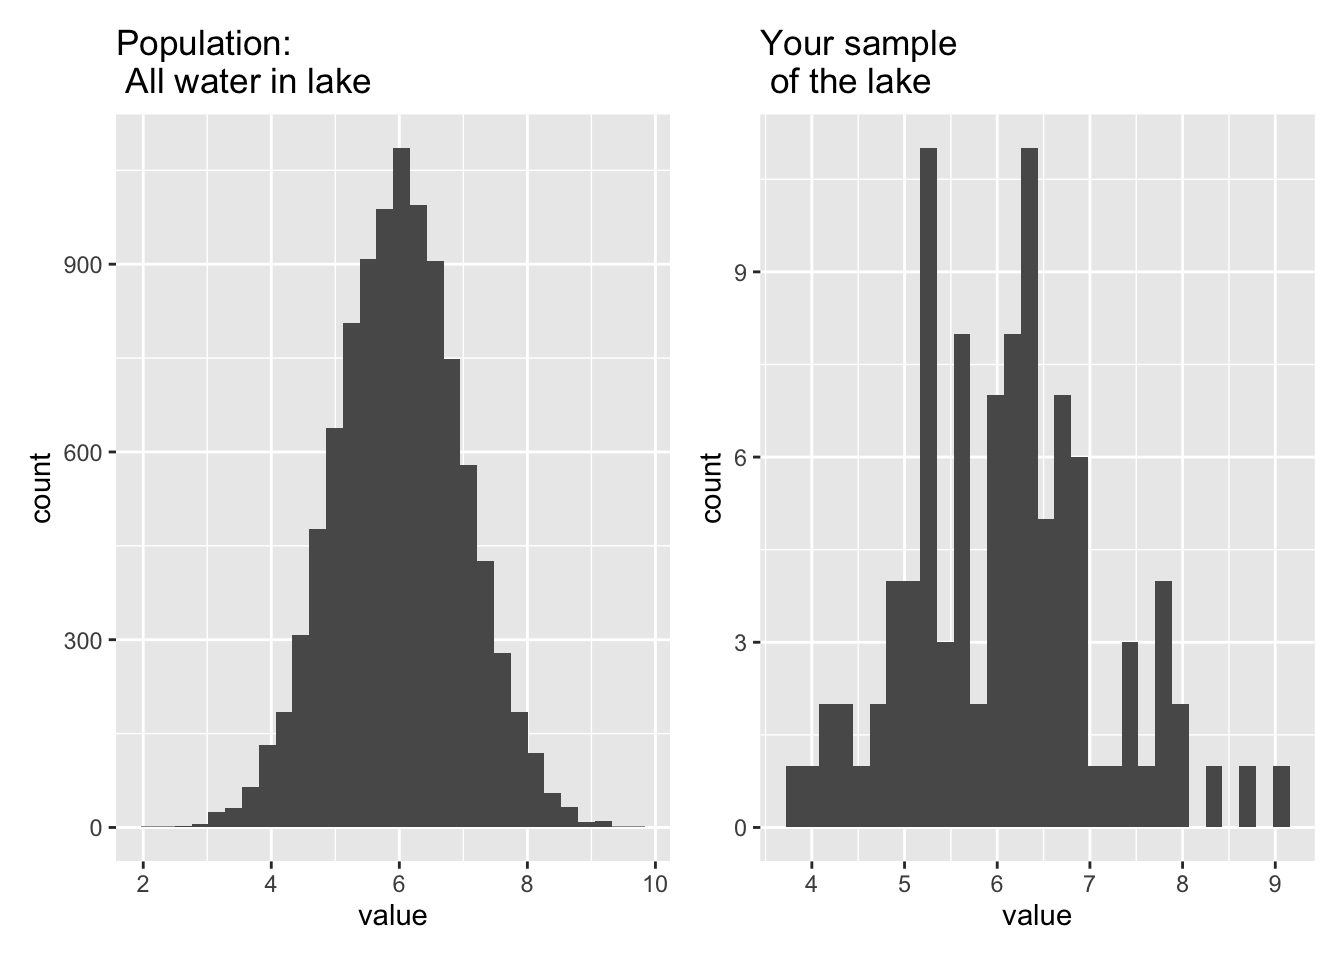 Population:
All water in lake
count
900
600
300
0
2 4 6 8 10
value
Your sample
of the lake
count
9
6
3
0
4 5 6 7 8 9
value